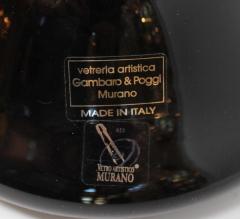 vetreria artistica
Gambaro & Poggi
Murano
MADE IN ITALY
VETRO ARTISTICO
MURANO